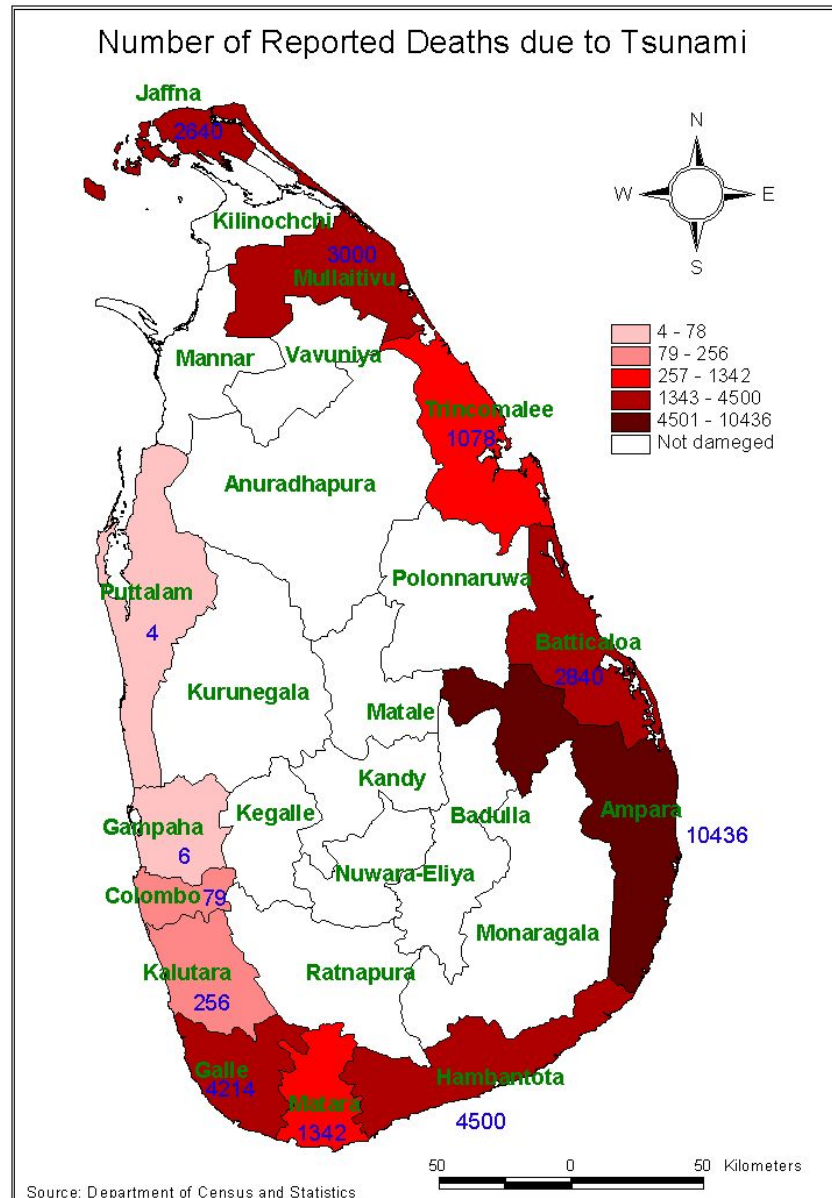 Number of Reported Deaths due to Tsunami
Jaffna
2640
N
W
E
S
Kilinochchi
3000
Mullaitivu
4 - 78
79 - 256
257 - 1342
1343 - 4500
4501 - 10436
Not dameged
Mannar
Vavuniya
Trincomalee
1078
Anuradhapura
Polonnaruwa
Puttalam
4
Batticaloa
2840
Kurunegala
Matale
Kandy
Kegalle
Badulla
Ampara
10436
Gampaha
6
Nuwara-Eliya
Colombo 79
Monaragala
Kalutara
256
Ratnapura
Galle
4214
Matara
1342
Hambantota
4500
50 0 50 Kilometers
Source: Department of Census and Statistics